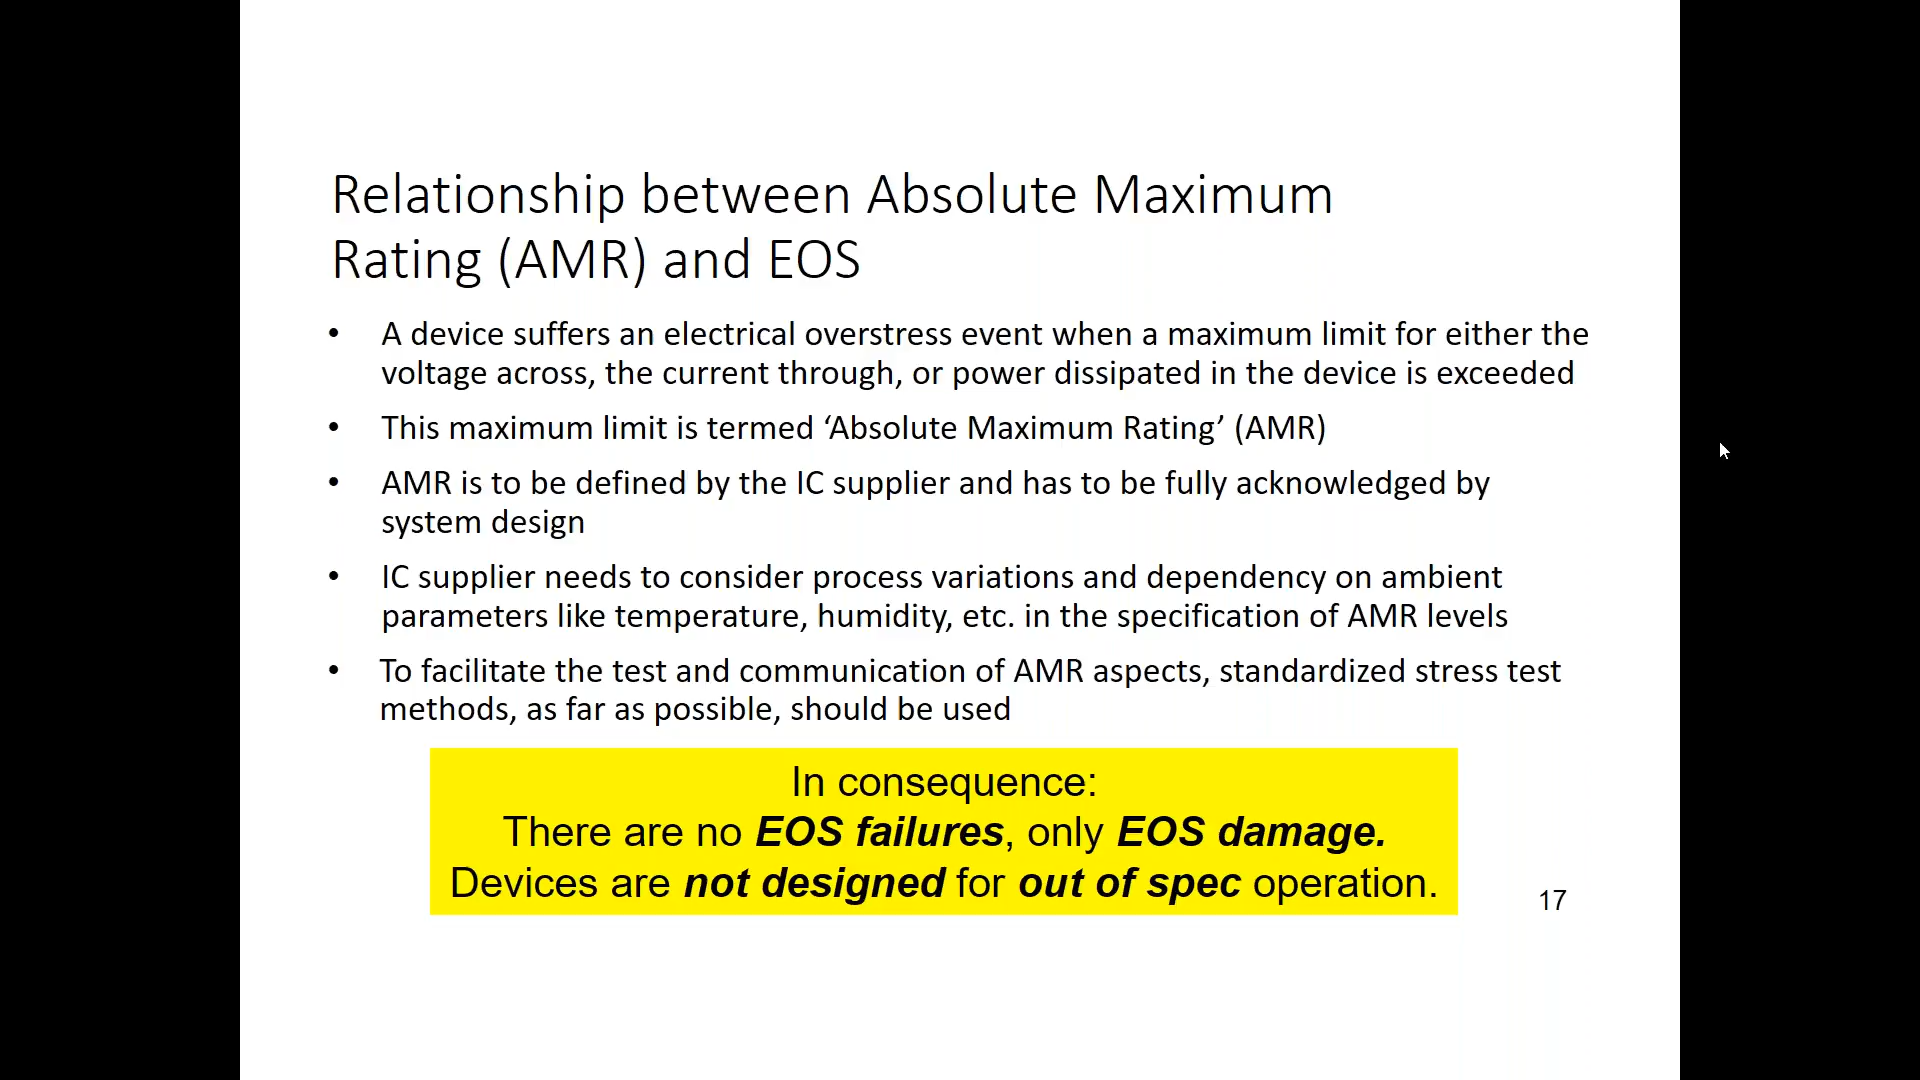 Relationship between Absolute Maximum
Rating (AMR) and EOS
• A device suffers an electrical overstress event when a maximum limit for either the
voltage across, the current through, or power dissipated in the device is exceeded
• This maximum limit is termed ‘Absolute Maximum Rating’ (AMR)
• AMR is to be defined by the IC supplier and has to be fully acknowledged by
system design
• IC supplier needs to consider process variations and dependency on ambient
parameters like temperature, humidity, etc. in the specification of AMR levels
• To facilitate the test and communication of AMR aspects, standardized stress test
methods, as far as possible, should be used
In consequence:
There are no EOS failures, only EOS damage.
Devices are not designed for out of spec operation.
17